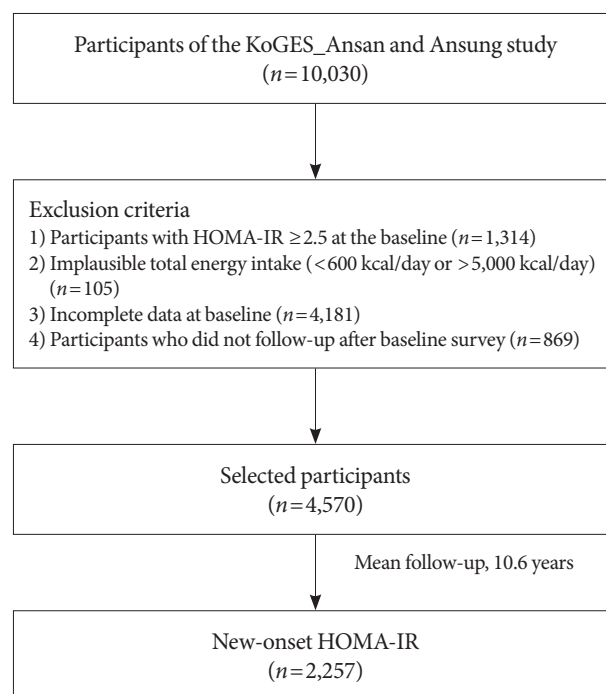 Participants of the KoGES_Ansan and Ansung study
(n=10,030)
Exclusion criteria
1) Participants with HOMA-IR ≥2.5 at the baseline (n=1,314)
2) Implausible total energy intake (<600 kcal/day or >5,000 kcal/day)
(n=105)
3) Incomplete data at baseline (n=4,181)
4) Participants who did not follow-up after baseline survey (n=869)
Selected participants
(n=4,570)
Mean follow-up, 10.6 years
New-onset HOMA-IR
(n=2,257)